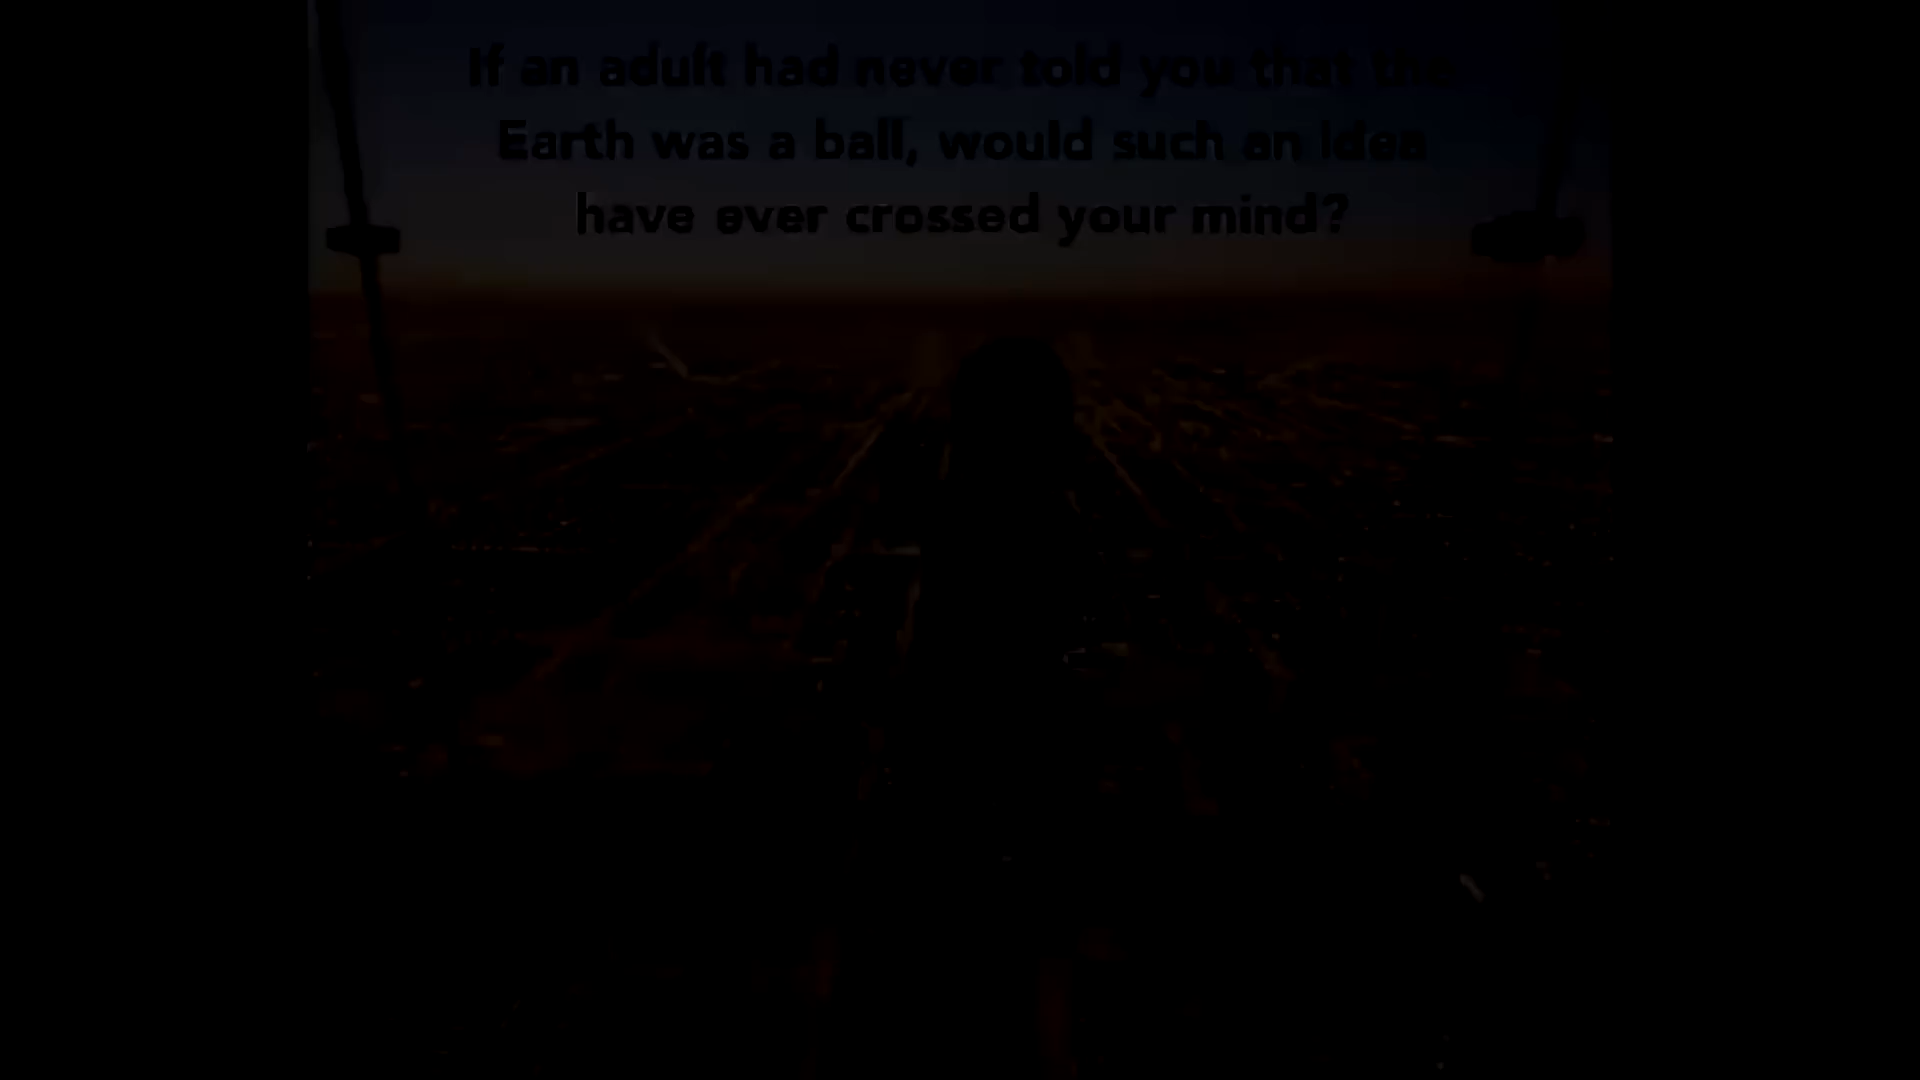 If an adult had never told you that the
Earth was a ball, would such an idea
have ever crossed your mind?